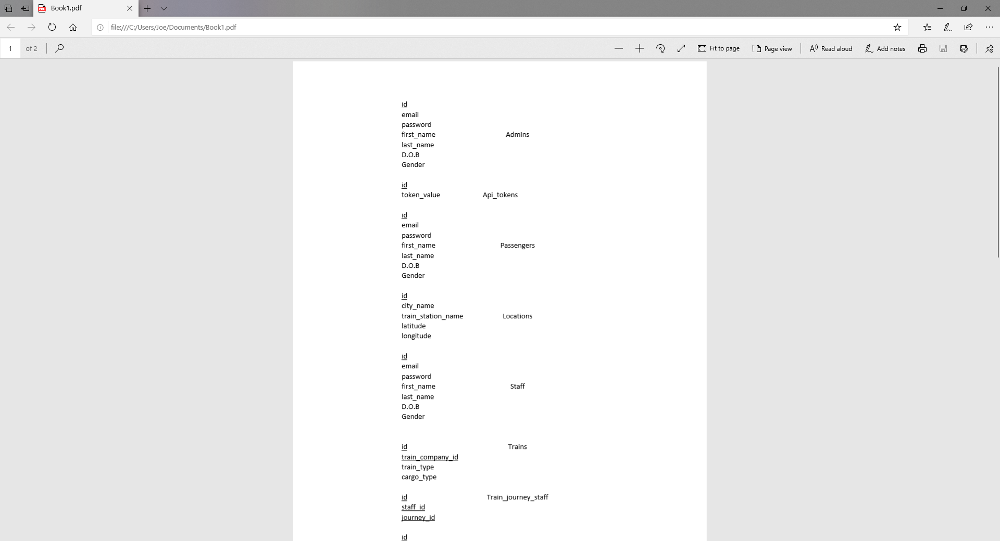 Book1.pdf
file:///C:/Users/Joe/Documents/Book1.pdf
1 of 2 Fit to page Page view Read aloud Add notes
id
email
password
first_name Admins
last_name
D.O.B
Gender
id
token_value Api_tokens
id
email
password
first_name Passengers
last_name
D.O.B
Gender
id
city_name
train_station_name Locations
latitude
longitude
id
email
password
first_name Staff
last_name
D.O.B
Gender
id Trains
train_company_id
train_type
cargo_type
id Train_journey_staff
staff_id
journey_id
id